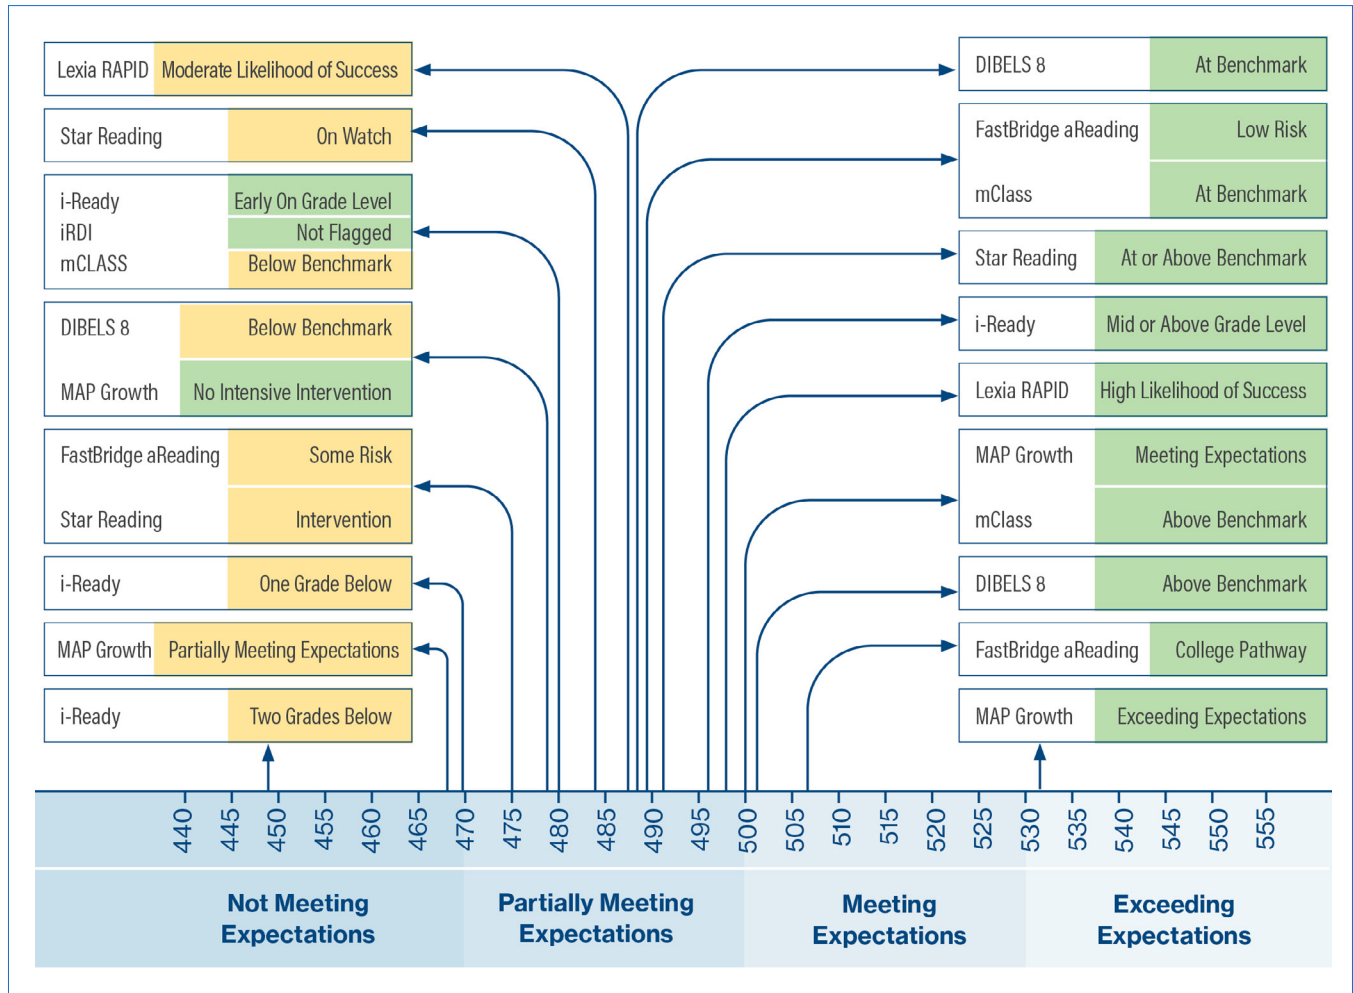 Lexia RAPID Moderate Likelihood of Success
Star Reading On Watch
i-Ready Early On Grade Level
iRDI Not Flagged
mCLASS Below Benchmark
DIBELS 8 Below Benchmark
MAP Growth No Intensive Intervention
FastBridge aReading Some Risk
Star Reading Intervention
i-Ready One Grade Below
MAP Growth Partially Meeting Expectations
i-Ready Two Grades Below
DIBELS 8 At Benchmark
FastBridge aReading Low Risk
mClass At Benchmark
Star Reading At or Above Benchmark
i-Ready Mid or Above Grade Level
Lexia RAPID High Likelihood of Success
MAP Growth Meeting Expectations
mClass Above Benchmark
DIBELS 8 Above Benchmark
FastBridge aReading College Pathway
MAP Growth Exceeding Expectations
440 445 450 455 460 465 470 475 480 485 490 495 500 505 510 515 520 525 530 535 540 545 550 555
Not Meeting
Expectations
Partially Meeting
Expectations
Meeting
Expectations
Exceeding
Expectations